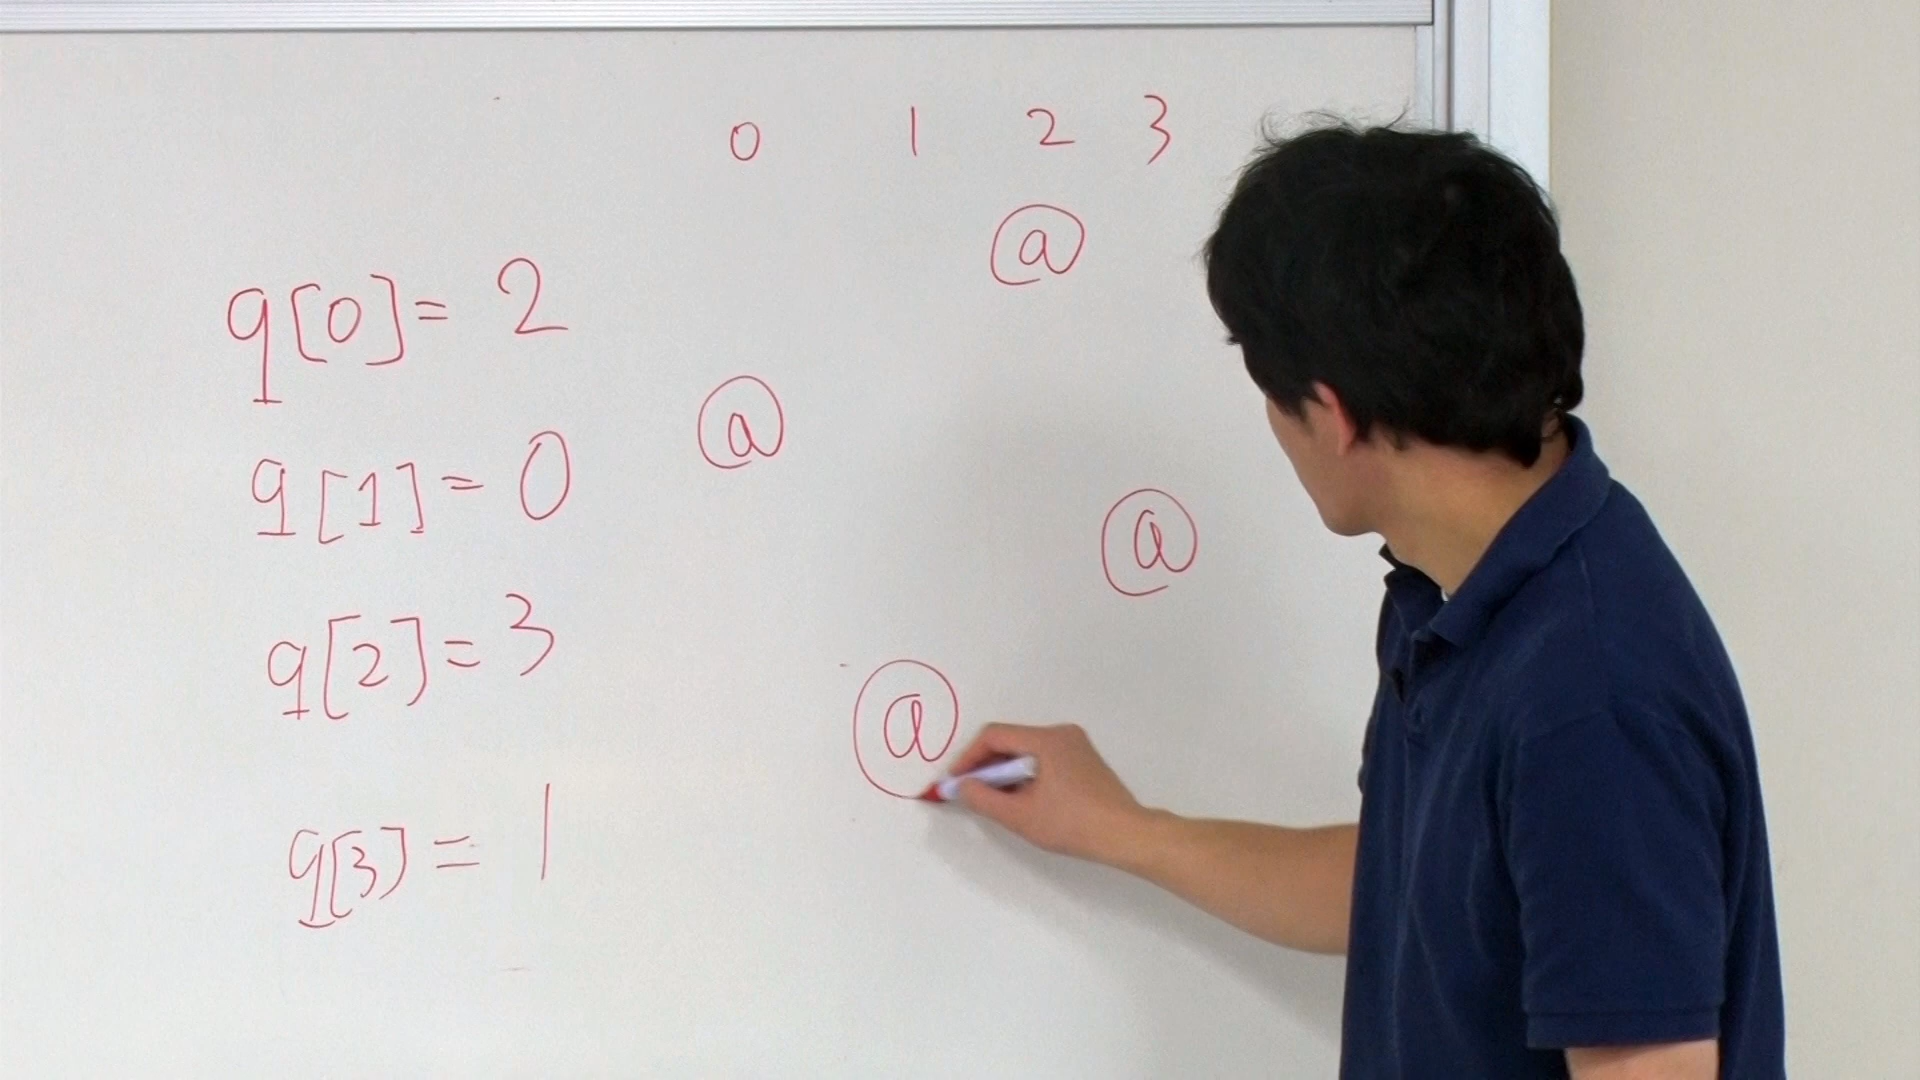 0 1 2 3
@
q[0]= 2
@
q[1]= 0
@
q[2]= 3
@
q[3]= 1